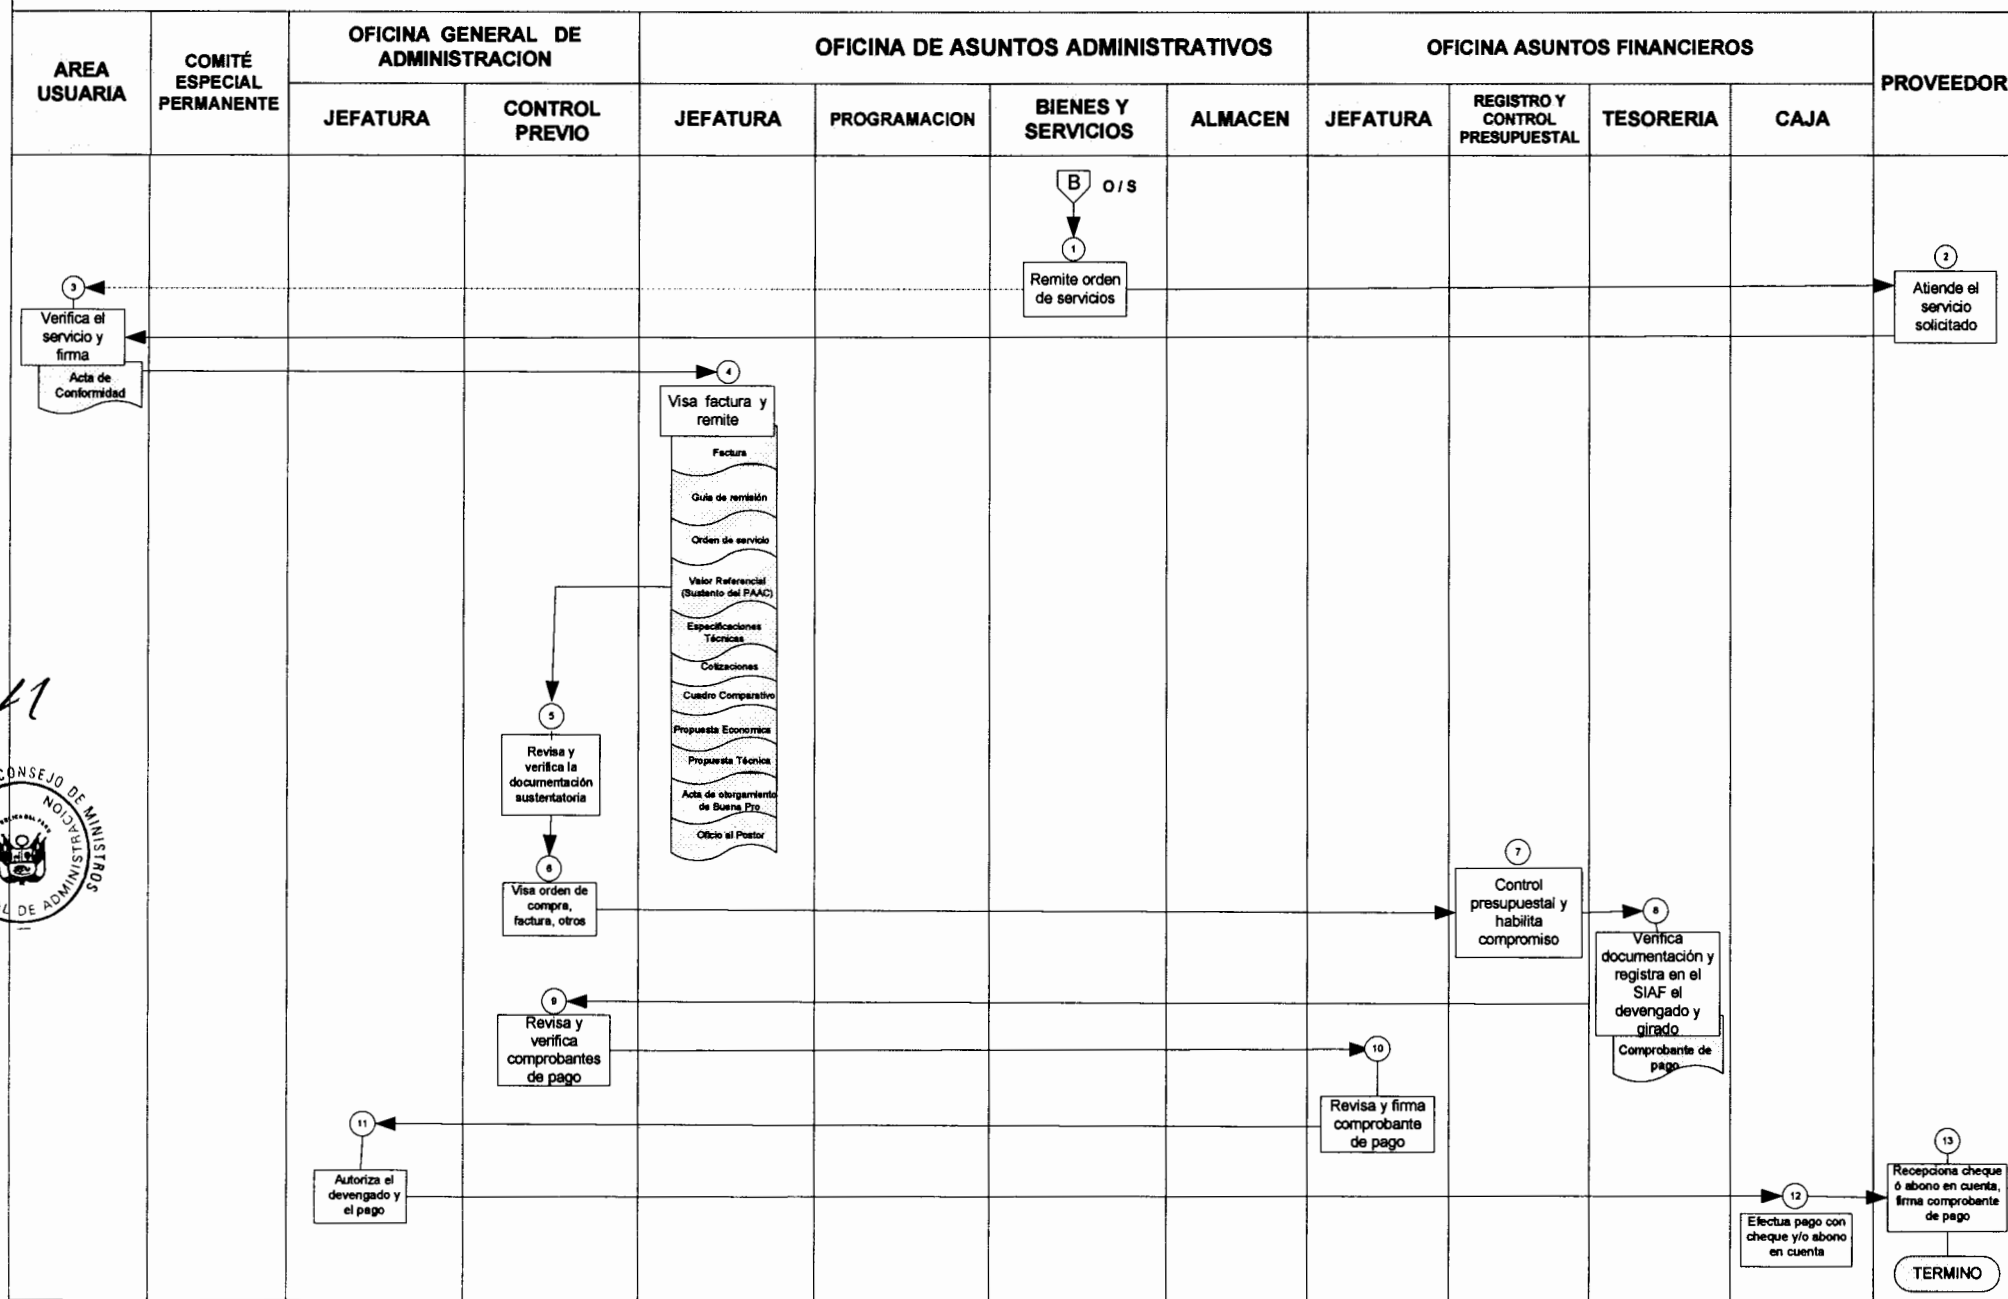 OFICINA GENERAL DE
ADMINISTRACION
OFICINA DE ASUNTOS ADMINISTRATIVOS
OFICINA ASUNTOS FINANCIEROS
AREA
USUARIA
COMITÉ
ESPECIAL
PERMANENTE
JEFATURA
CONTROL
PREVIO
JEFATURA
PROGRAMACION
BIENES Y
SERVICIOS
ALMACEN
JEFATURA
REGISTRO Y
CONTROL
PRESUPUESTAL
TESORERIA
CAJA
PROVEEDOR
B O / S
1
Remite orden
de servicios
2
Atiende el
servicio
solicitado
3
Verifica el
servicio y
firma
Acta de
Conformidad
4
Visa factura y
remite
Factura
Guia de remisión
Orden de servicio
Valor Referencial
(Sustento del PAAC)
Especificaciones
Técnicas
Cotizaciones
Cuadro Comparativo
Propuesta Economica
Propuesta Técnica
Acta de otorgamiento
de Buena Pro
Oficio al Postor
5
Revisa y
verifica la
documentación
sustentatoria
6
Visa orden de
compra,
factura, otros
7
Control
presupuestal y
habilita
compromiso
8
Verifica
documentación y
registra en el
SIAF el
devengado y
girado
Comprobante de
pago
9
Revisa y
verifica
comprobantes
de pago
10
Revisa y firma
comprobante
de pago
11
Autoriza el
devengado y
el pago
12
Efectua pago con
cheque y/o abono
en cuenta
13
Recepciona cheque
ó abono en cuenta,
firma comprobante
de pago
TERMINO
CONSEJO DE MINISTROS
DE ADMINISTRACION